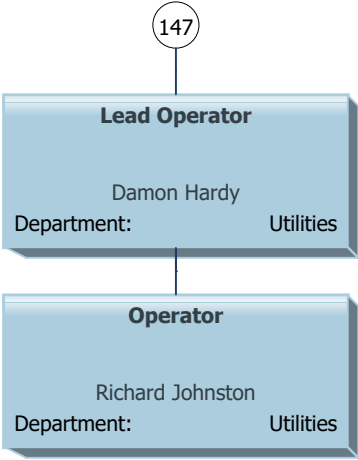 147
Lead Operator
Damon Hardy
Department: Utilities
Operator
Richard Johnston
Department: Utilities